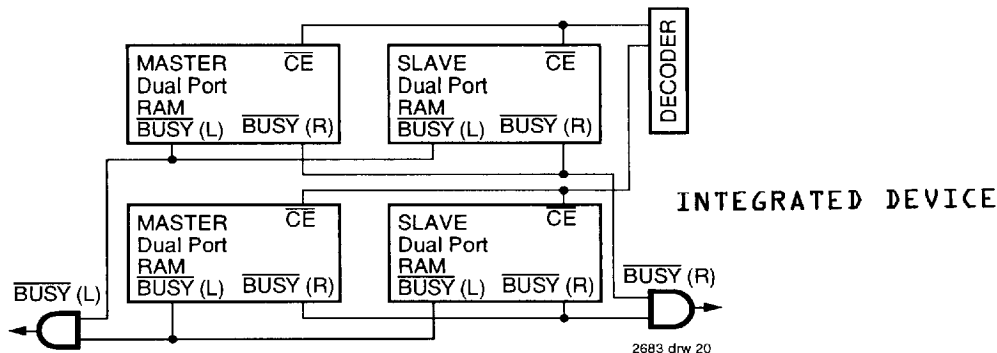 MASTER
Dual Port
RAM
CE
BUSY (L) BUSY (R)
SLAVE
Dual Port
RAM
CE
BUSY (L) BUSY (R)
DECODER
MASTER
Dual Port
RAM
CE
BUSY (L) BUSY (R)
SLAVE
Dual Port
RAM
CE
BUSY (L) BUSY (R)
INTEGRATED DEVICE
BUSY (L)
BUSY (R)
2683 drw 20